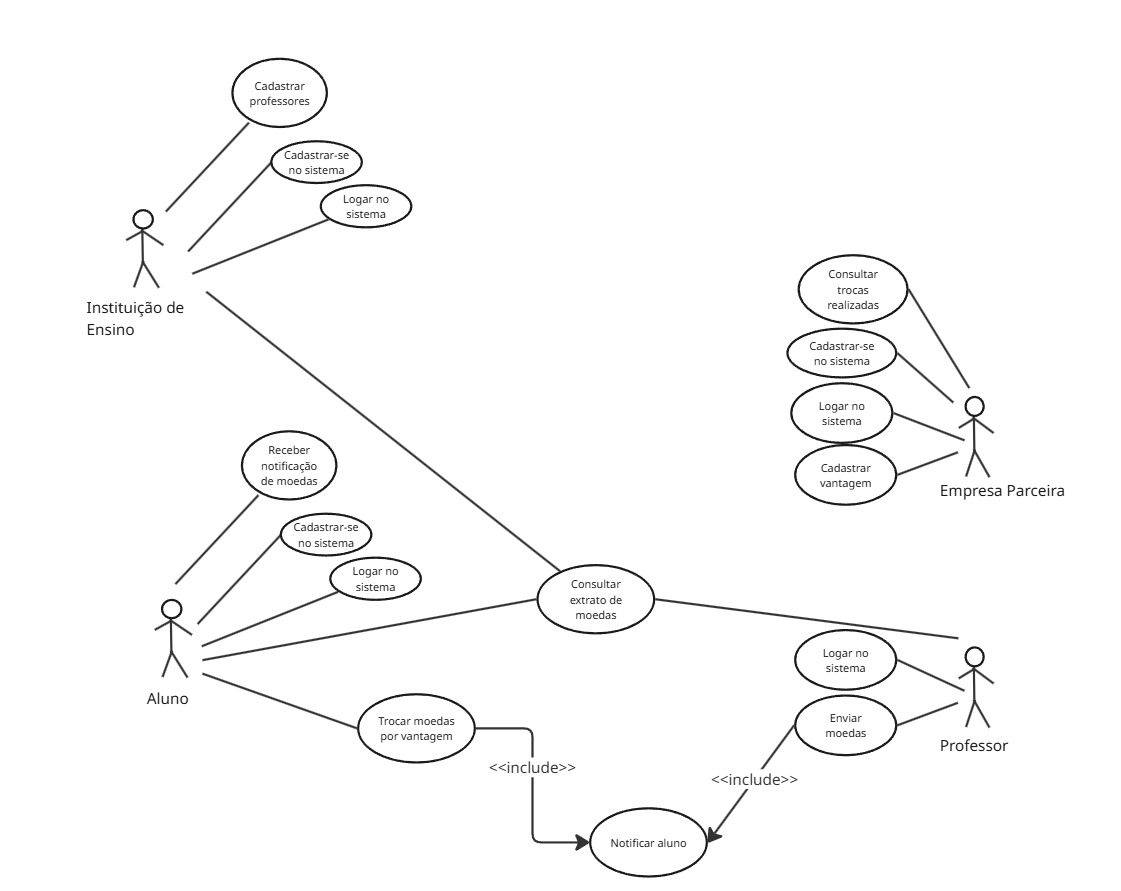 Cadastrar
professores
Cadastrar-se
no sistema
Logar no
sistema
Instituição de
Ensino
Consultar
trocas
realizadas
Cadastrar-se
no sistema
Logar no
sistema
Cadastrar
vantagem
Empresa Parceira
Receber
notificação
de moedas
Cadastrar-se
no sistema
Logar no
sistema
Aluno
Consultar
extrato de
moedas
Logar no
sistema
Enviar
moedas
Professor
Trocar moedas
por vantagem
<<include>>
<<include>>
Notificar aluno